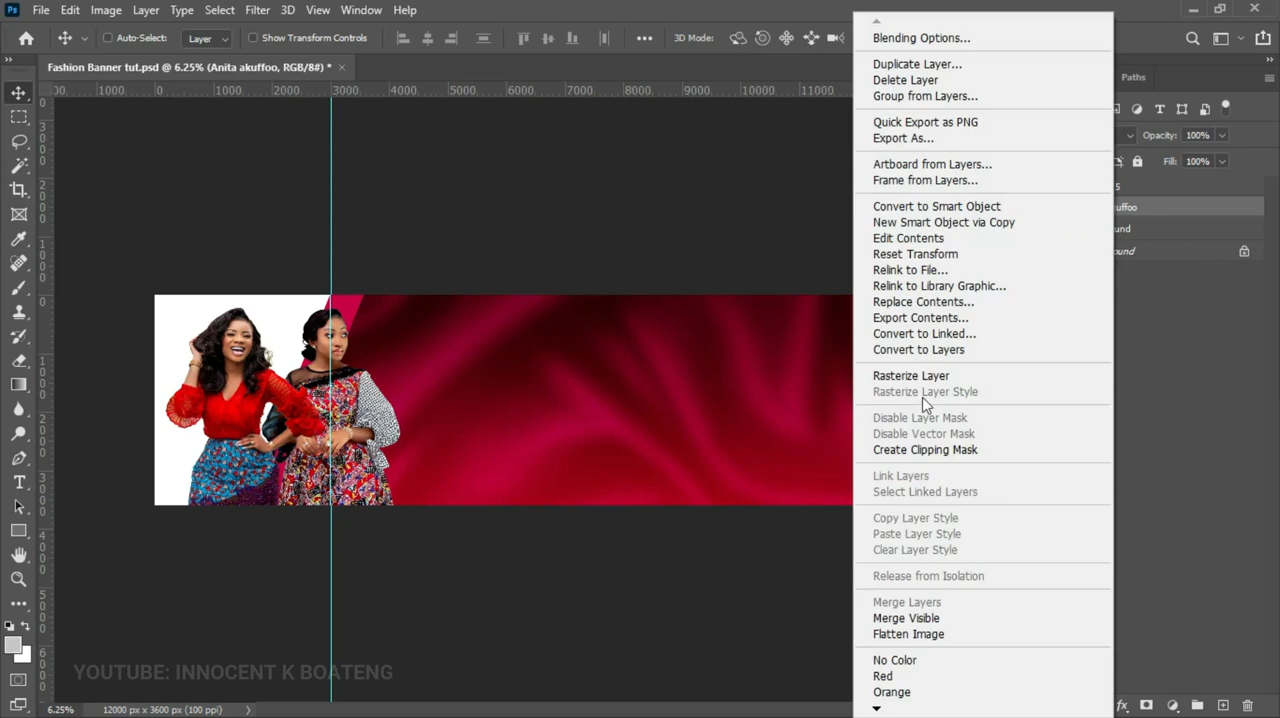 Ps File Edit Image Layer Type Select Filter 3D View Window Help
Auto-Select: Layer Show Transform Controls 3D Mode:
Fashion Banner tut.psd @ 6.25% (Anita akuffoo, RGB/8#) *
00 1000 0 1000 2000 3000 4000 5000 6000 7000 8000 9000 10000 11000
Blending Options...
Duplicate Layer...
Delete Layer
Group from Layers...
Quick Export as PNG
Export As...
Artboard from Layers...
Frame from Layers...
Convert to Smart Object
New Smart Object via Copy
Edit Contents
Reset Transform
Relink to File...
Relink to Library Graphic...
Replace Contents...
Export Contents...
Convert to Linked...
Convert to Layers
Rasterize Layer
Rasterize Layer Style
Disable Layer Mask
Disable Vector Mask
Create Clipping Mask
Link Layers
Select Linked Layers
Copy Layer Style
Paste Layer Style
Clear Layer Style
Release from Isolation
Merge Layers
Merge Visible
Flatten Image
No Color
Red
Orange
Paths
Opacity: 100%
Fill: 100%
s
uffoo
und
ound
YOUTUBE: INNOCENT K BOATENG
6.25% 12000 px x 3600 px (100 ppi)